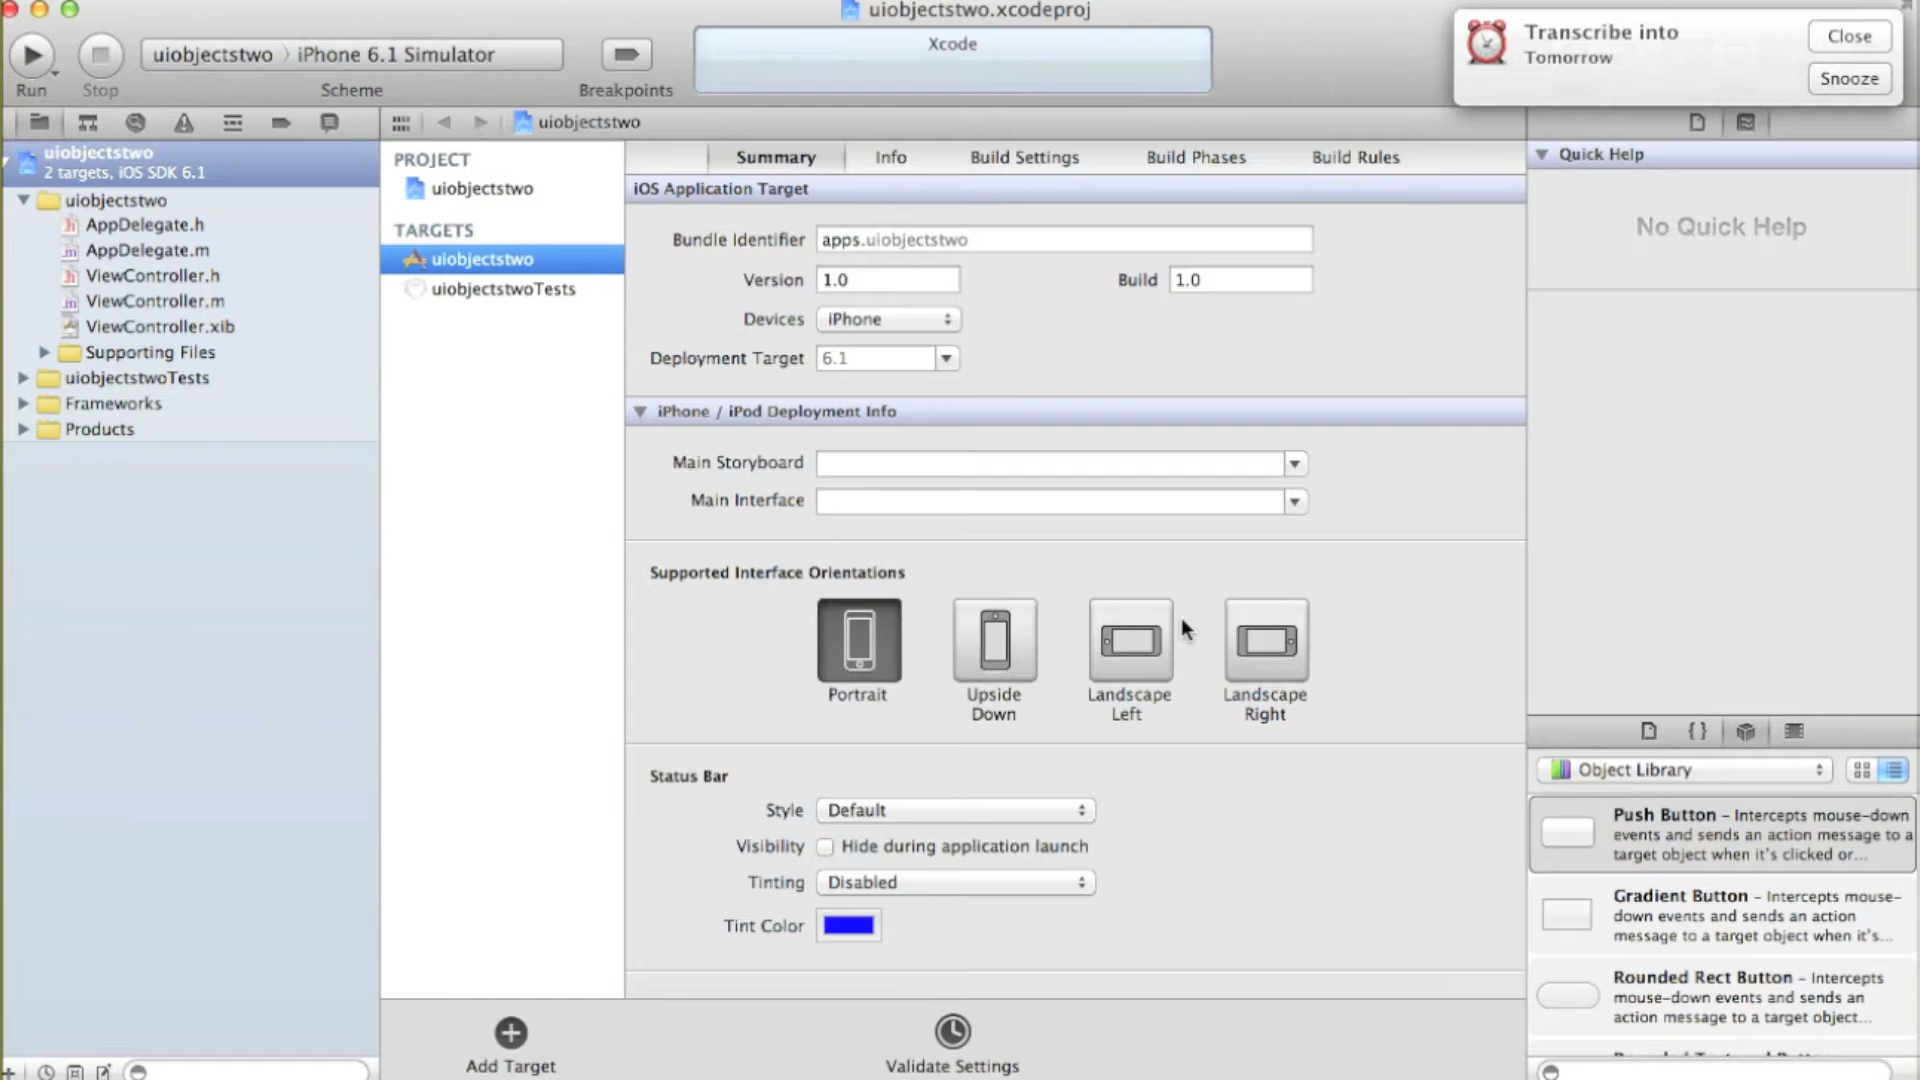 uiobjectstwo.xcodeproj
uiobjectstwo
iPhone 6.1 Simulator
Xcode
Run
Stop
Scheme
Breakpoints
Transcribe into
Tomorrow
Close
Snooze
uiobjectstwo
2 targets, iOS SDK 6.1
uiobjectstwo
AppDelegate.h
AppDelegate.m
ViewController.h
ViewController.m
ViewController.xib
Supporting Files
uiobjectstwoTests
Frameworks
Products
uiobjectstwo
PROJECT
uiobjectstwo
TARGETS
uiobjectstwo
uiobjectstwoTests
Summary
Info
Build Settings
Build Phases
Build Rules
iOS Application Target
Bundle Identifier apps.uiobjectstwo
Version 1.0
Build 1.0
Devices iPhone
Deployment Target 6.1
iPhone / iPod Deployment Info
Main Storyboard
Main Interface
Supported Interface Orientations
Portrait
Upside
Down
Landscape
Left
Landscape
Right
Status Bar
Style Default
Visibility Hide during application launch
Tinting Disabled
Tint Color
Add Target
Validate Settings
Quick Help
No Quick Help
{ }
Object Library
Push Button - Intercepts mouse-down
events and sends an action message to a
target object when it's clicked or...
Gradient Button - Intercepts mouse-
down events and sends an action
message to a target object when it's...
Rounded Rect Button - Intercepts
mouse-down events and sends an
action message to a target object...